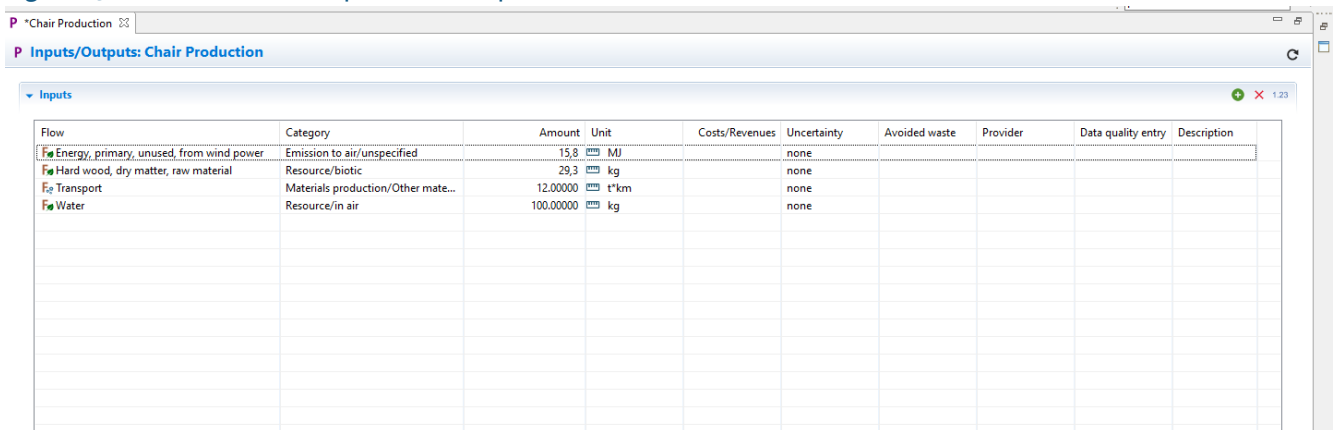 P *Chair Production
P Inputs/Outputs: Chair Production
Inputs
1.23
Flow Category Amount Unit Costs/Revenues Uncertainty Avoided waste Provider Data quality entry Description
Energy, primary, unused, from wind power Emission to air/unspecified 15,8 MJ none
Hard wood, dry matter, raw material Resource/biotic 29,3 kg none
Transport Materials production/Other mate... 12.00000 t*km none
Water Resource/in air 100.00000 kg none